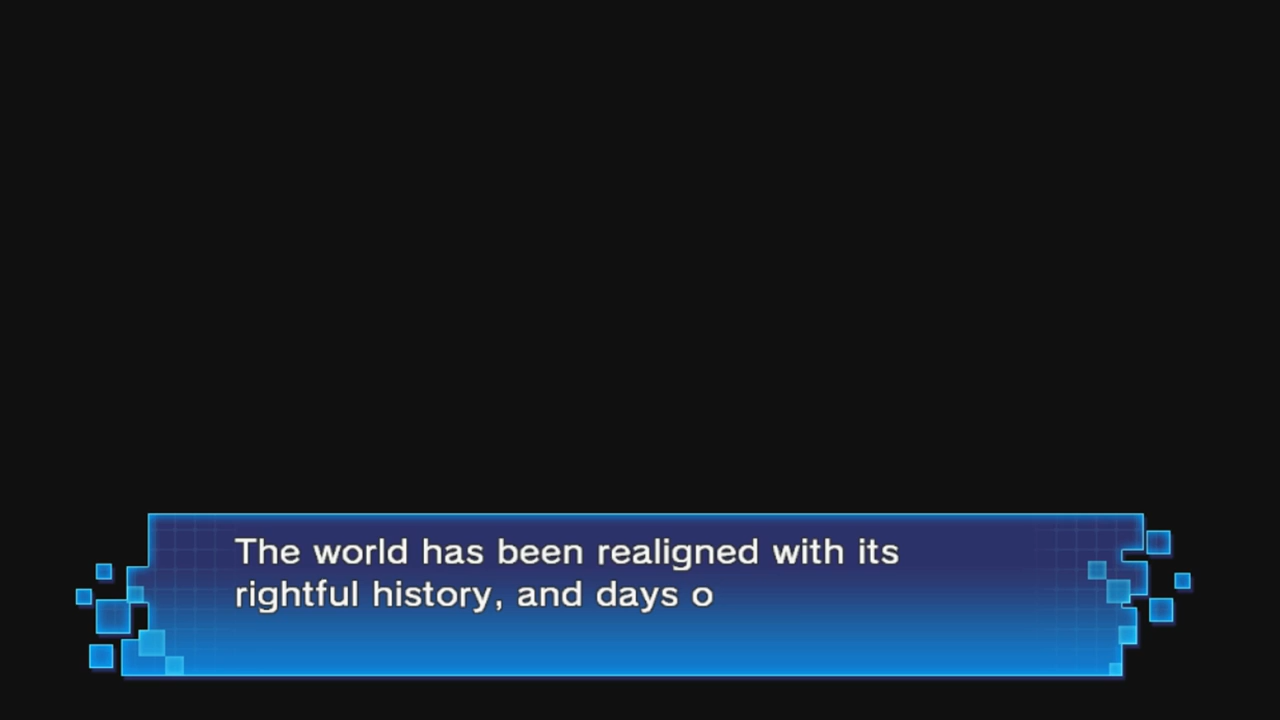 The world has been realigned with its
rightful history, and days o